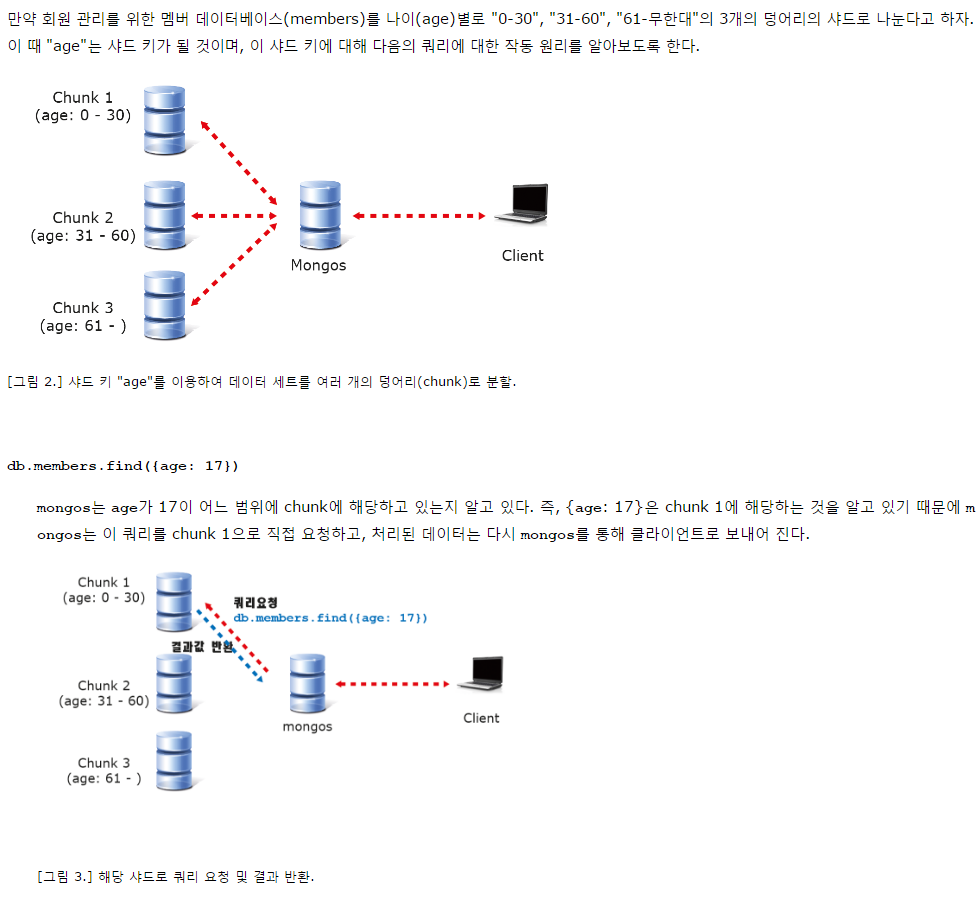 만약 회원 관리를 위한 멤버 데이터베이스(members)를 나이(age)별로 "0-30", "31-60", "61-무한대"의 3개의 덩어리의 샤드로 나눈다고 하자.
이 때 "age"는 샤드 키가 될 것이며, 이 샤드 키에 대해 다음의 쿼리에 대한 작동 원리를 알아보도록 한다.
Chunk 1
(age: 0 - 30)
Chunk 2
(age: 31 - 60)
Mongos
Client
Chunk 3
(age: 61 - )
[그림 2.] 샤드 키 "age"를 이용하여 데이터 세트를 여러 개의 덩어리(chunk)로 분할.
db.members.find({age: 17})
mongos는 age가 17이 어느 범위에 chunk에 해당하고 있는지 알고 있다. 즉, {age: 17}은 chunk 1에 해당하는 것을 알고 있기 때문에 m
ongos는 이 쿼리를 chunk 1으로 직접 요청하고, 처리된 데이터는 다시 mongos를 통해 클라이언트로 보내어 진다.
Chunk 1
(age: 0 - 30)
쿼리요청
db.members.find({age: 17})
결과값 반환
Chunk 2
(age: 31 - 60)
mongos
Client
Chunk 3
(age: 61 - )
[그림 3.] 해당 샤드로 쿼리 요청 및 결과 반환.